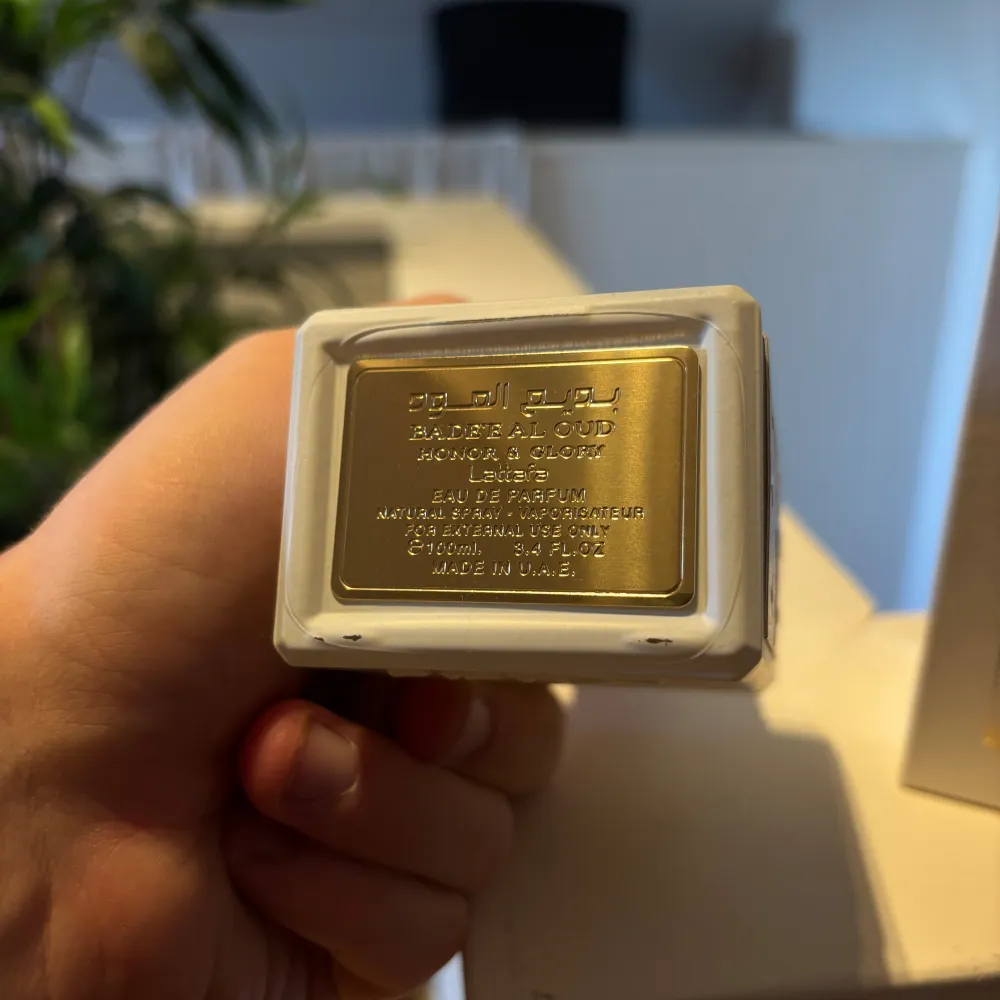 بديع العود
BADE'E AL OUD
HONOR & GLORY
Lattafa
EAU DE PARFUM
NATURAL SPRAY - VAPORISATEUR
FOR EXTERNAL USE ONLY
℮100ml. 3.4 FL.OZ
MADE IN U.A.E.